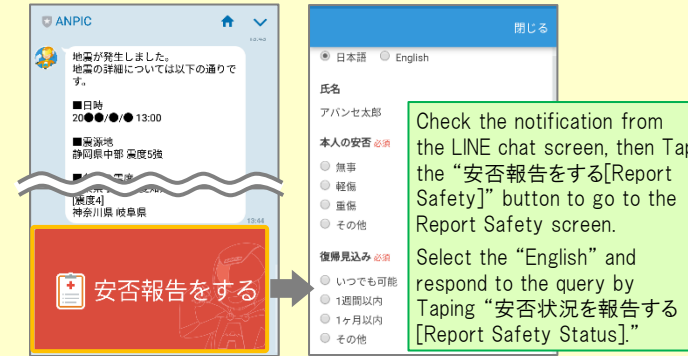 ANPIC
地震が発生しました。
地震の詳細については以下の通りで
す。
■日時
20●●/●/● 13:00
■震源地
静岡県中部 震度5強
[震度4]
神奈川県 岐阜県
13:44
安否報告をする
閉じる
日本語 English
氏名
アバンセ太郎
本人の安否 必須
無事
軽傷
重傷
その他
復帰見込み 必須
いつでも可能
1週間以内
1ヶ月以内
その他
Check the notification from
the LINE chat screen, then Tap
the “安否報告をする[Report
Safety]” button to go to the
Report Safety screen.
Select the “English” and
respond to the query by
Taping “安否状況を報告する
[Report Safety Status].”